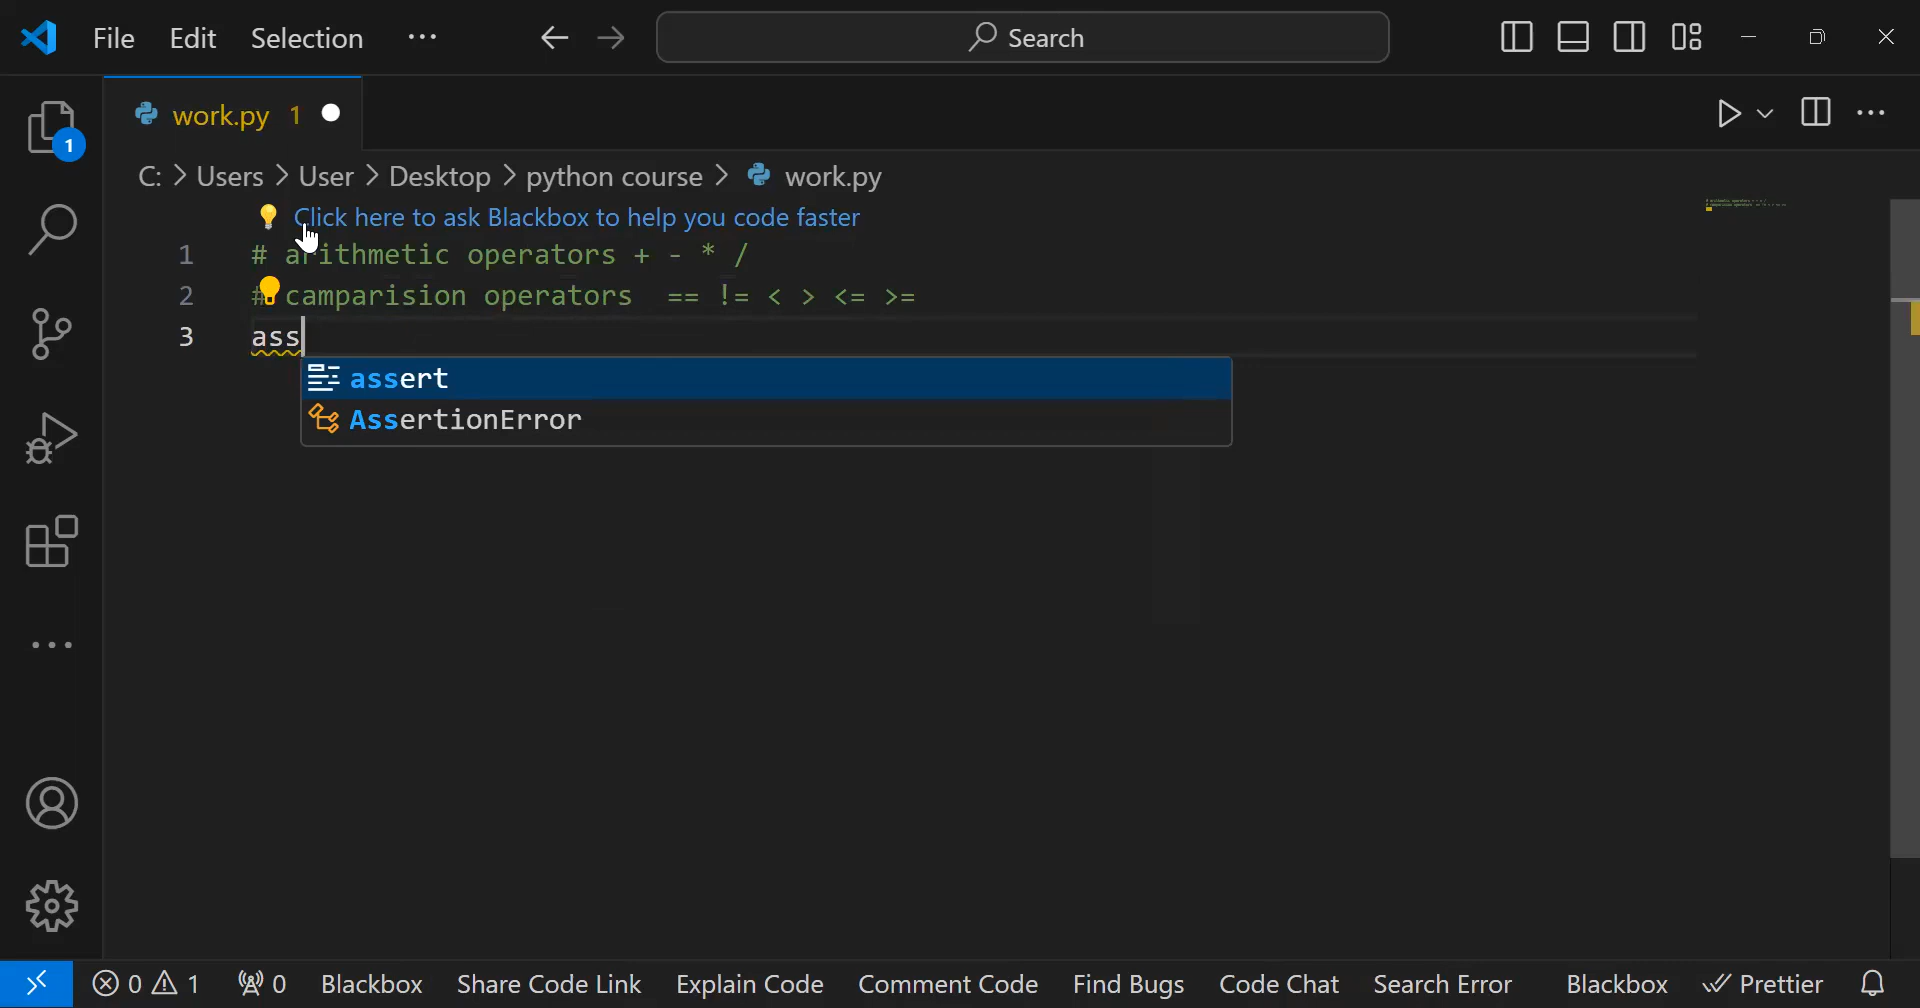 File Edit Selection ··· Search
work.py 1
1
C: > Users > User > Desktop > python course > work.py
Click here to ask Blackbox to help you code faster
1 # arithmetic operators + - * /
2 # camparision operators == != < > <= >=
3 ass
assert
AssertionError
0 1 0 Blackbox Share Code Link Explain Code Comment Code Find Bugs Code Chat Search Error Blackbox Prettier